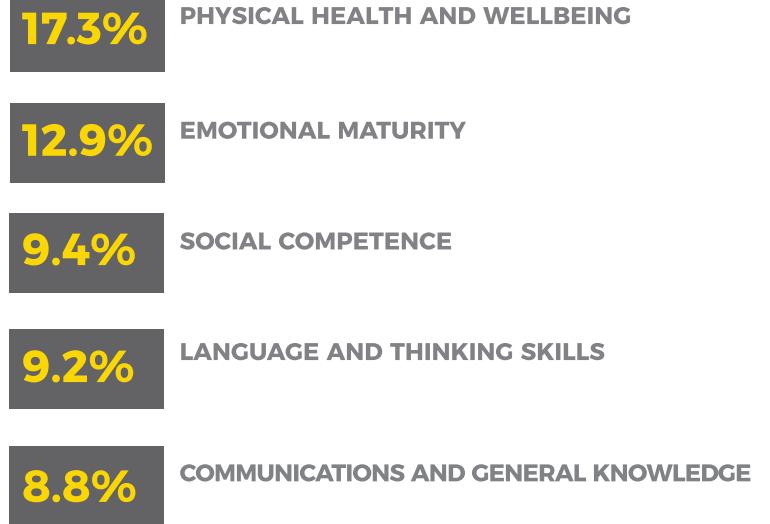 17.3% PHYSICAL HEALTH AND WELLBEING
12.9% EMOTIONAL MATURITY
9.4% SOCIAL COMPETENCE
9.2% LANGUAGE AND THINKING SKILLS
8.8% COMMUNICATIONS AND GENERAL KNOWLEDGE